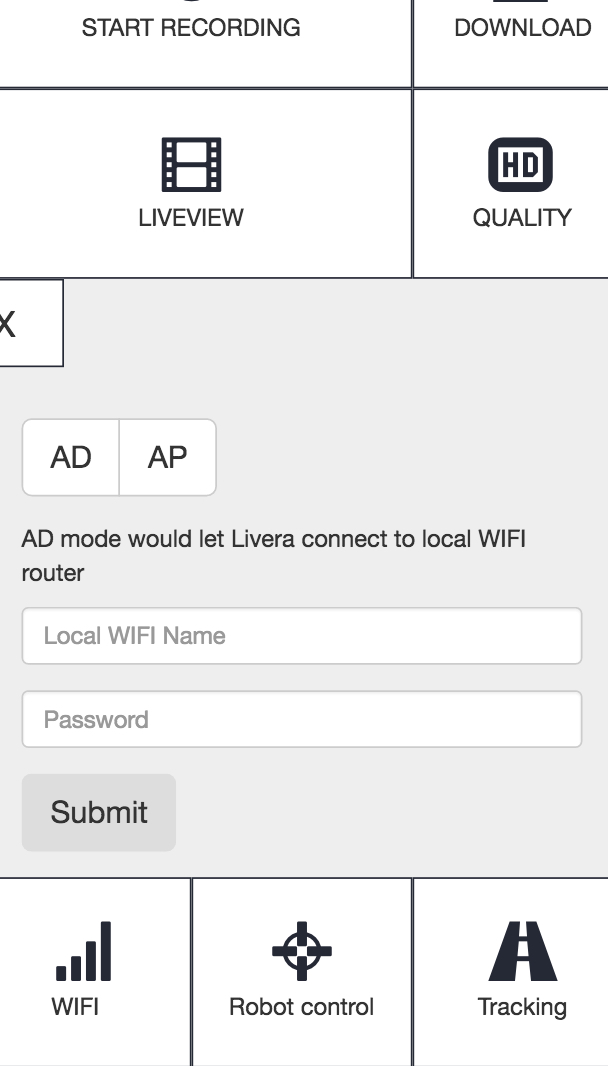 START RECORDING
DOWNLOAD
LIVEVIEW
HD
QUALITY
X
AD
AP
AD mode would let Livera connect to local WIFI
router
Local WIFI Name
Password
Submit
WIFI
Robot control
Tracking